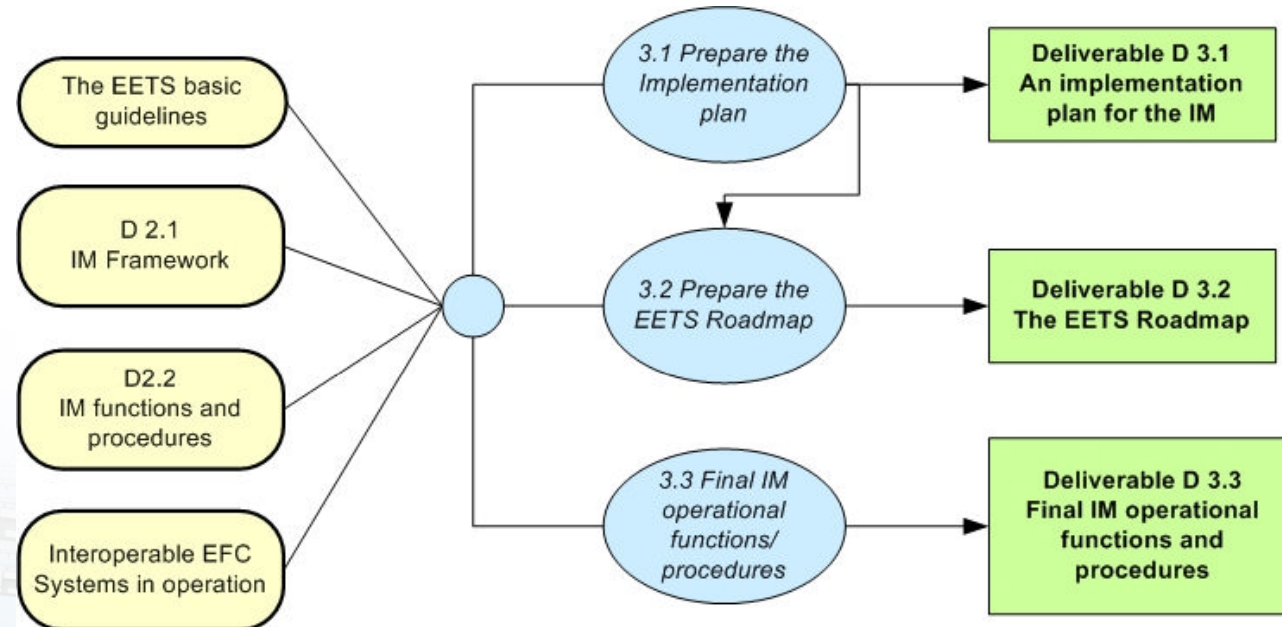 The EETS basic
guidelines
D 2.1
IM Framework
D2.2
IM functions and
procedures
Interoperable EFC
Systems in operation
3.1 Prepare the
Implementation
plan
3.2 Prepare the
EETS Roadmap
3.3 Final IM
operational
functions/
procedures
Deliverable D 3.1
An implementation
plan for the IM
Deliverable D 3.2
The EETS Roadmap
Deliverable D 3.3
Final IM operational
functions and
procedures